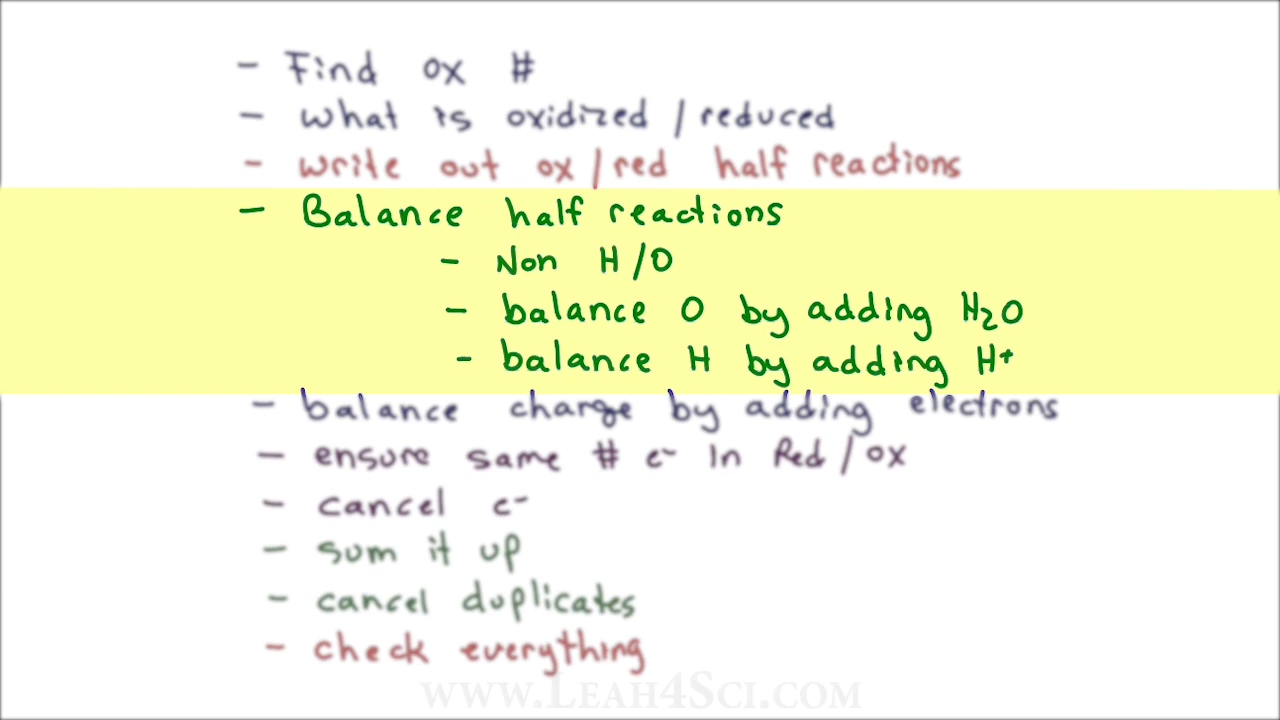 - Find ox #
- what is oxidized / reduced
- write out ox / red half reactions
- Balance half reactions
- Non H/O
- balance O by adding H₂O
- balance H by adding H⁺
- balance charge by adding electrons
- ensure same # e⁻ in Red / ox
- cancel e⁻
- sum it up
- cancel duplicates
- check everything
www.Leah4Sci.com